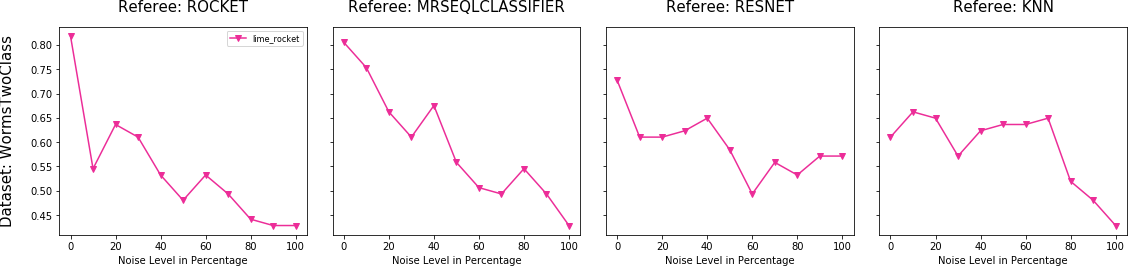 Referee: ROCKET
Referee: MRSEQLCLASSIFIER
Referee: RESNET
Referee: KNN
Dataset: WormsTwoClass
lime_rocket
0.80
0.75
0.70
0.65
0.60
0.55
0.50
0.45
0 20 40 60 80 100
0 20 40 60 80 100
0 20 40 60 80 100
0 20 40 60 80 100
Noise Level in Percentage
Noise Level in Percentage
Noise Level in Percentage
Noise Level in Percentage